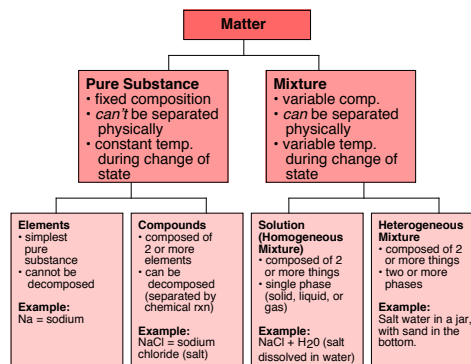 Matter
Pure Substance
• fixed composition
• can't be separated
physically
• constant temp.
during change of
state
Mixture
• variable comp.
• can be separated
physically
• variable temp.
during change of
state
Elements
• simplest
pure
substance
• cannot be
decomposed
Example:
Na = sodium
Compounds
• composed of
2 or more
elements
• can be
decomposed
(separated by
chemical rxn)
Example:
NaCl = sodium
chloride (salt)
Solution
(Homogeneous
Mixture)
• composed of 2
or more things
• single phase
(solid, liquid, or
gas)
Example:
NaCl + H20 (salt
dissolved in water)
Heterogeneous
Mixture
• composed of 2
or more things
• two or more
phases
Example:
Salt water in a jar,
with sand in the
bottom.